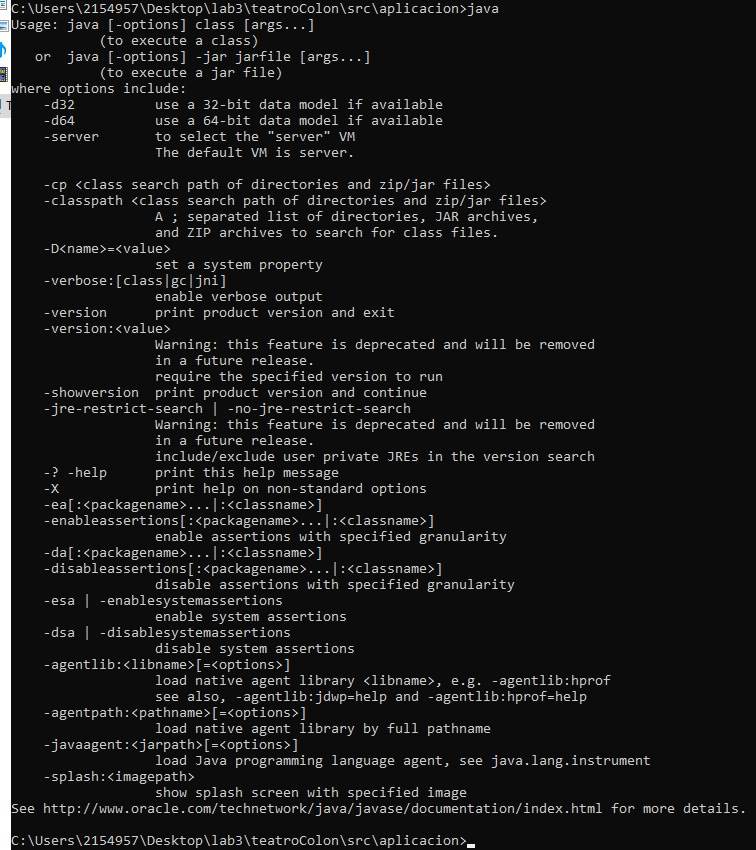 C:\Users\2154957\Desktop\lab3\teatroColon\src\aplicacion>java
Usage: java [-options] class [args...]
           (to execute a class)
   or  java [-options] -jar jarfile [args...]
           (to execute a jar file)
where options include:
    -d32          use a 32-bit data model if available
    -d64          use a 64-bit data model if available
    -server       to select the "server" VM
                  The default VM is server.

    -cp <class search path of directories and zip/jar files>
    -classpath <class search path of directories and zip/jar files>
                  A ; separated list of directories, JAR archives,
                  and ZIP archives to search for class files.
    -D<name>=<value>
                  set a system property
    -verbose:[class|gc|jni]
                  enable verbose output
    -version      print product version and exit
    -version:<value>
                  Warning: this feature is deprecated and will be removed
                  in a future release.
                  require the specified version to run
    -showversion  print product version and continue
    -jre-restrict-search | -no-jre-restrict-search
                  Warning: this feature is deprecated and will be removed
                  in a future release.
                  include/exclude user private JREs in the version search
    -? -help      print this help message
    -X            print help on non-standard options
    -ea[:<packagename>...|:<classname>]
    -enableassertions[:<packagename>...|:<classname>]
                  enable assertions with specified granularity
    -da[:<packagename>...|:<classname>]
    -disableassertions[:<packagename>...|:<classname>]
                  disable assertions with specified granularity
    -esa | -enablesystemassertions
                  enable system assertions
    -dsa | -disablesystemassertions
                  disable system assertions
    -agentlib:<libname>[=<options>]
                  load native agent library <libname>, e.g. -agentlib:hprof
                  see also, -agentlib:jdwp=help and -agentlib:hprof=help
    -agentpath:<pathname>[=<options>]
                  load native agent library by full pathname
    -javaagent:<jarpath>[=<options>]
                  load Java programming language agent, see java.lang.instrument
    -splash:<imagepath>
                  show splash screen with specified image
See http://www.oracle.com/technetwork/java/javase/documentation/index.html for more details.

C:\Users\2154957\Desktop\lab3\teatroColon\src\aplicacion>